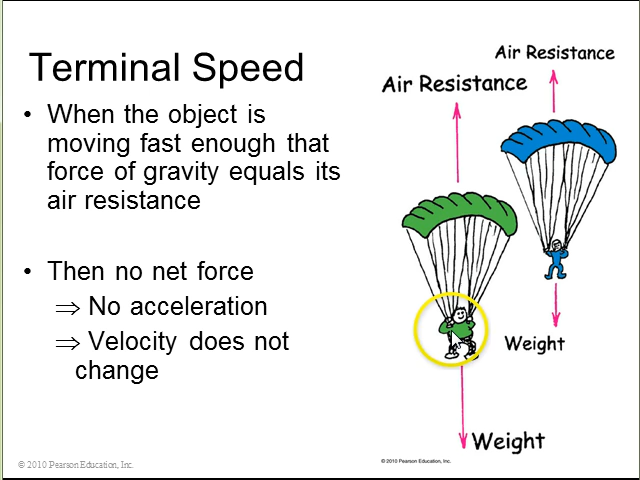 Terminal Speed
• When the object is
moving fast enough that
force of gravity equals its
air resistance
• Then no net force
⇒ No acceleration
⇒ Velocity does not
change
Air Resistance
Air Resistance
Weight
Weight
© 2010 Pearson Education, Inc.
© 2010 Pearson Education, Inc.